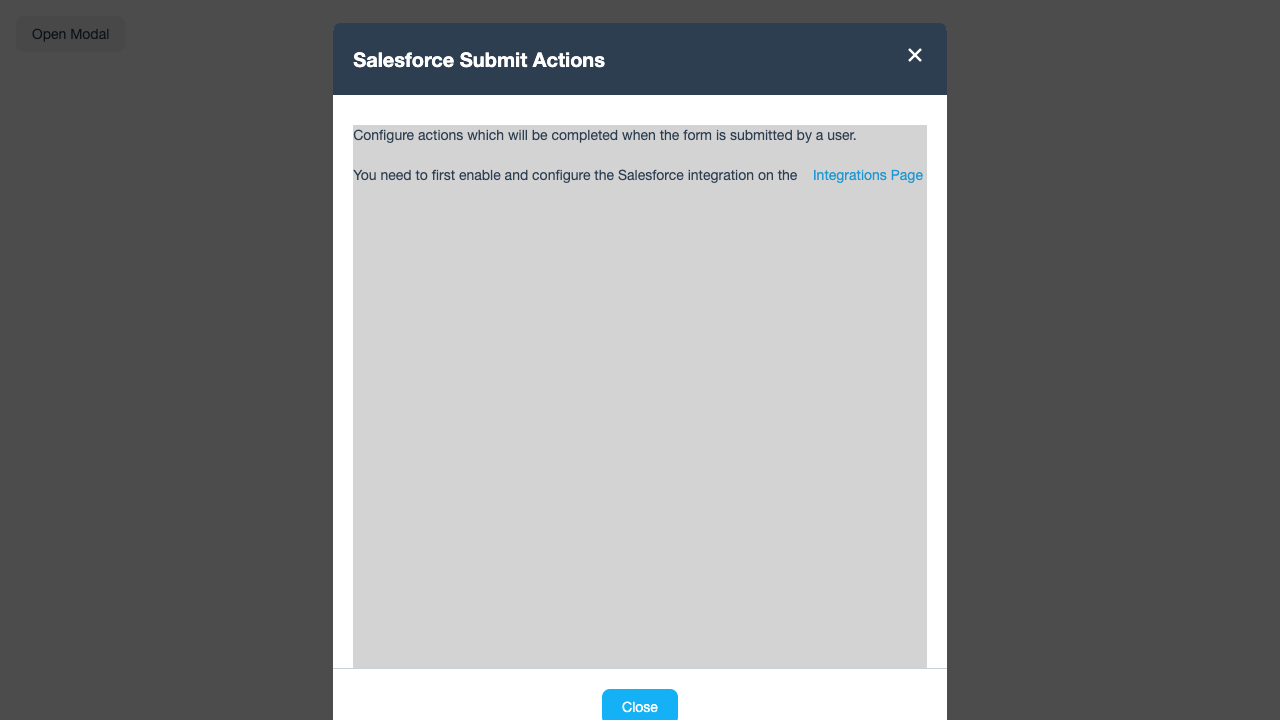 Open Modal
Salesforce Submit Actions
Configure actions which will be completed when the form is submitted by a user.
You need to first enable and configure the Salesforce integration on the Integrations Page
Close